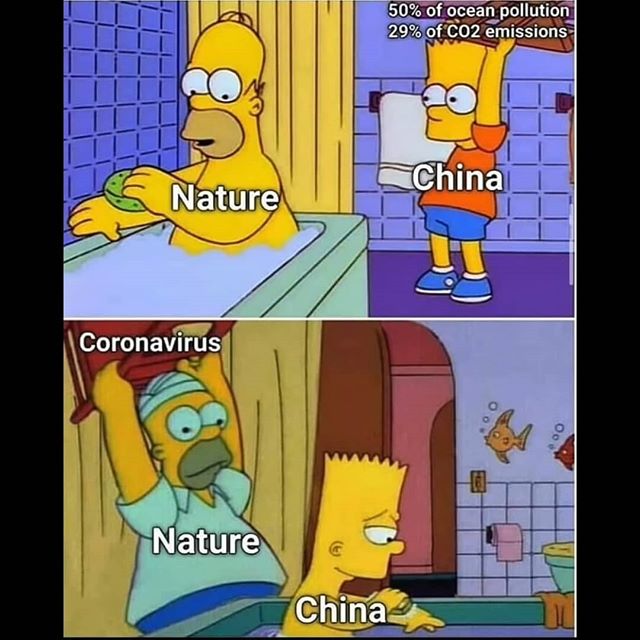 50% of ocean pollution
29% of CO2 emissions
Nature
China
Coronavirus
Nature
China